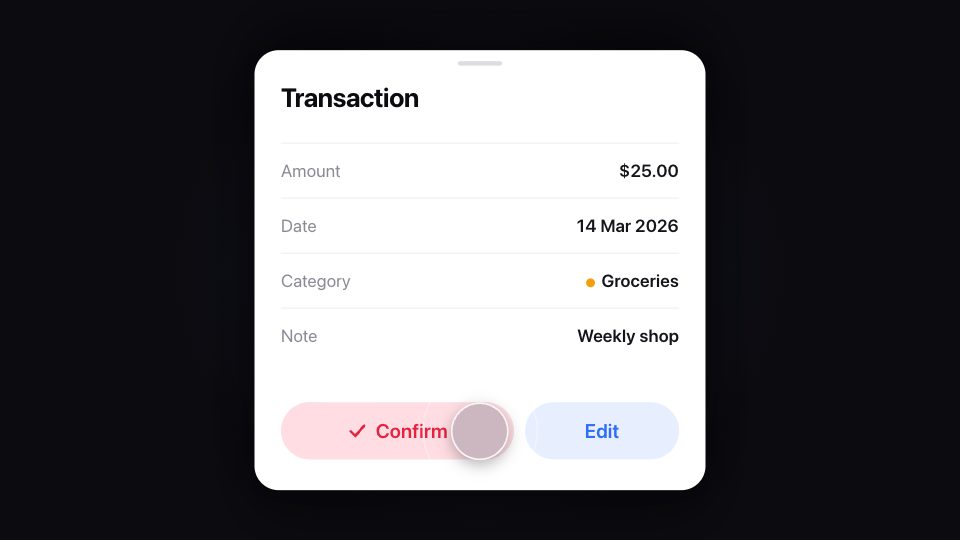 Transaction
Amount $25.00
Date 14 Mar 2026
Category Groceries
Note Weekly shop
Confirm Edit